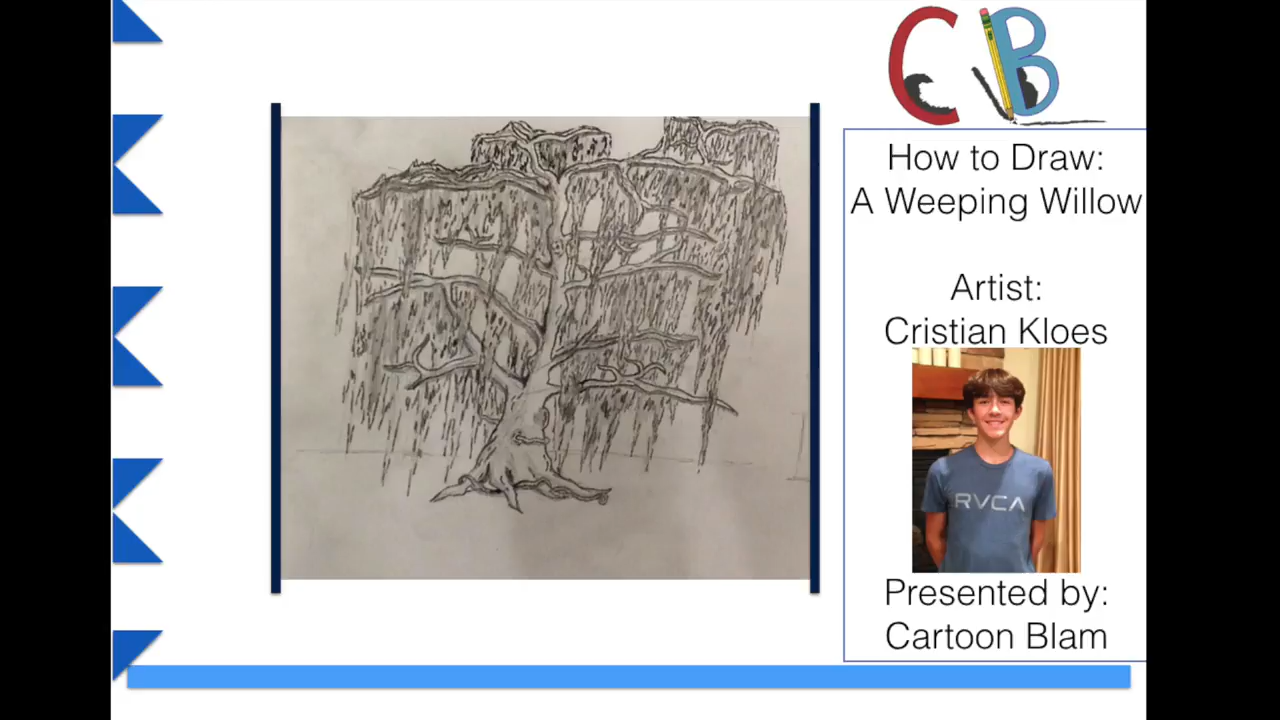 CB
How to Draw:
A Weeping Willow
Artist:
Cristian Kloes
RVCA
Presented by:
Cartoon Blam